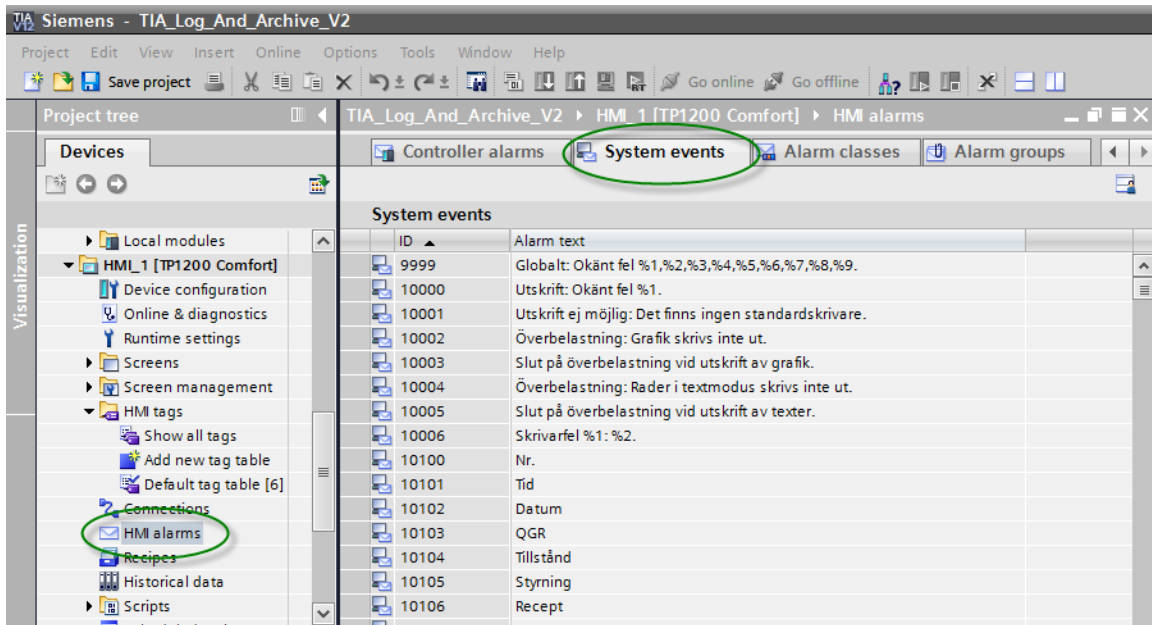 TIA V12 Siemens - TIA_Log_And_Archive_V2
Project Edit View Insert Online Options Tools Window Help
Save project Go online Go offline
Project tree
TIA_Log_And_Archive_V2 HMI_1 [TP1200 Comfort] HMI alarms
Devices
Controller alarms System events Alarm classes Alarm groups
Visualization
System events
ID Alarm text
Local modules
HMI_1 [TP1200 Comfort]
Device configuration
Online & diagnostics
Runtime settings
Screens
Screen management
HMI tags
Show all tags
Add new tag table
Default tag table [6]
Connections
HMI alarms
Recipes
Historical data
Scripts
9999 Globalt: Okänt fel %1,%2,%3,%4,%5,%6,%7,%8,%9.
10000 Utskrift: Okänt fel %1.
10001 Utskrift ej möjlig: Det finns ingen standardskrivare.
10002 Överbelastning: Grafik skrivs inte ut.
10003 Slut på överbelastning vid utskrift av grafik.
10004 Överbelastning: Rader i textmodus skrivs inte ut.
10005 Slut på överbelastning vid utskrift av texter.
10006 Skrivarfel %1: %2.
10100 Nr.
10101 Tid
10102 Datum
10103 QGR
10104 Tillstånd
10105 Styrning
10106 Recept